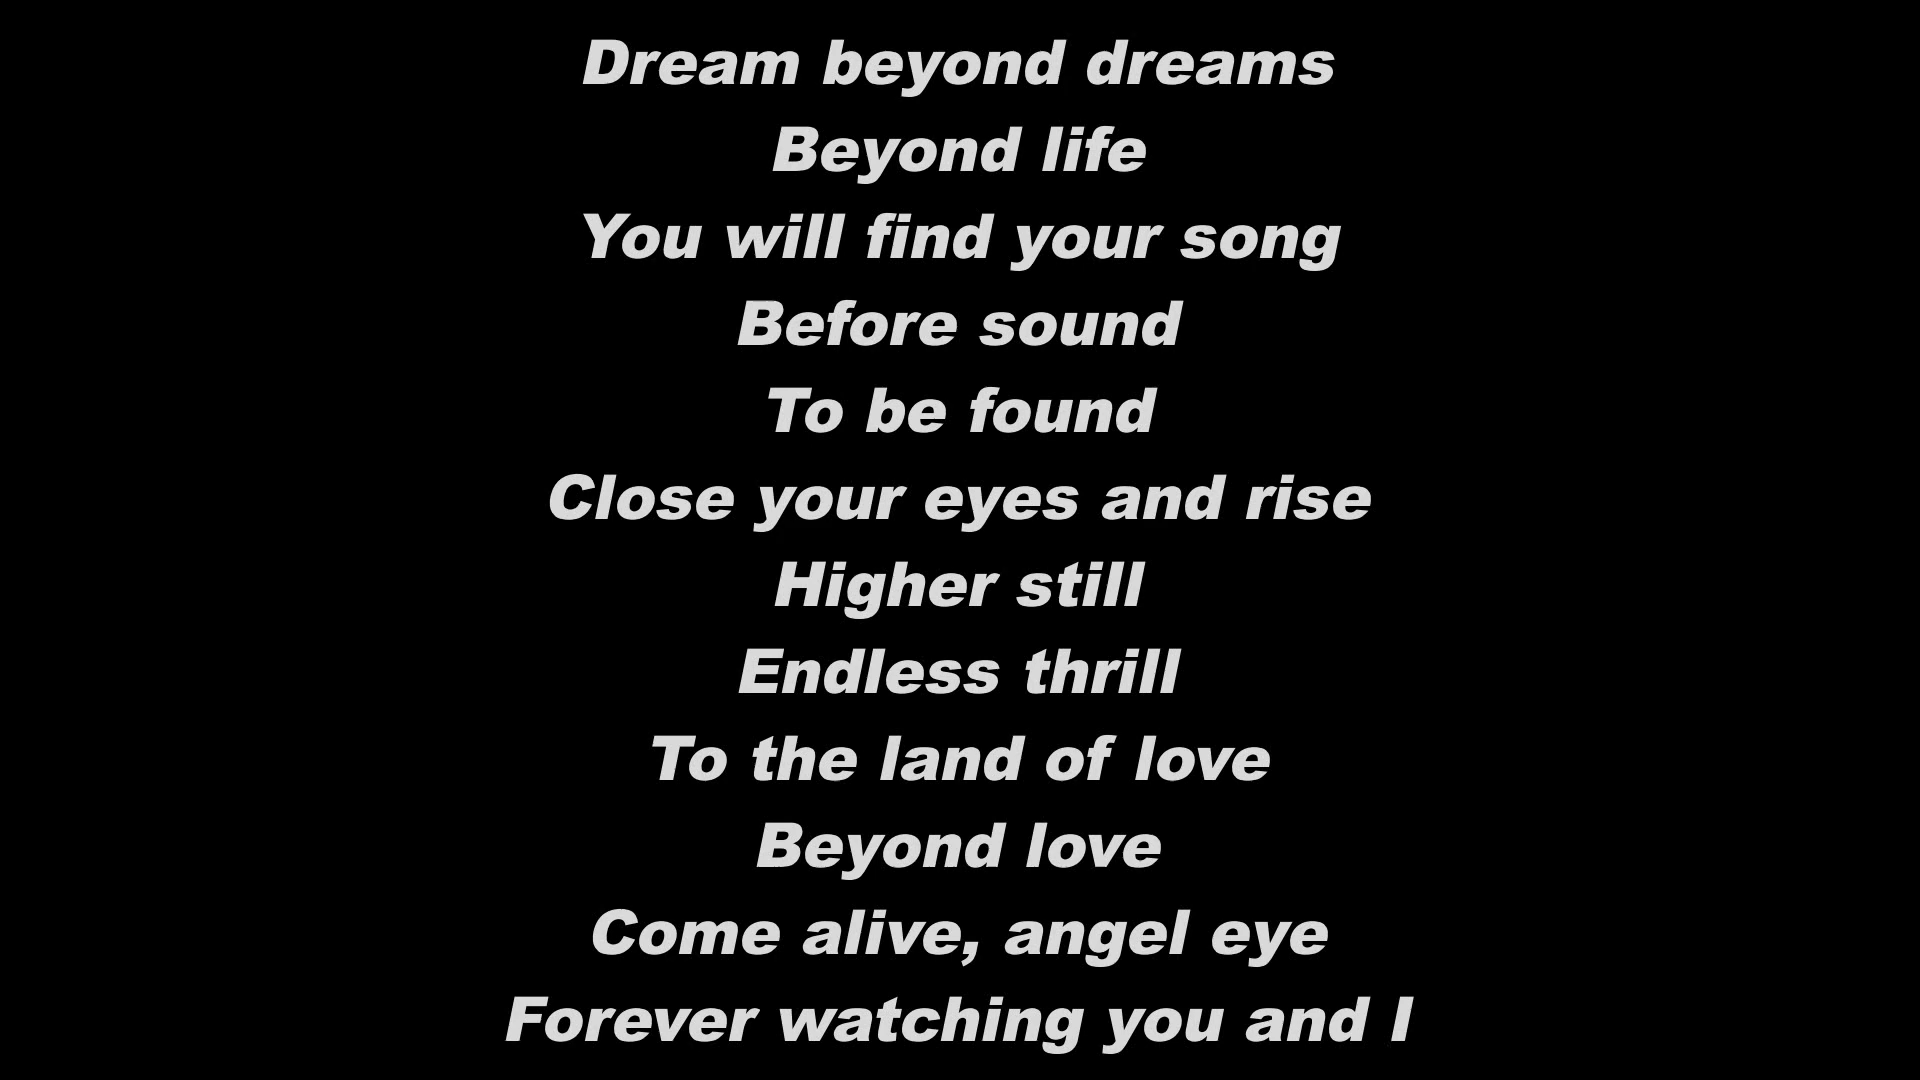 Dream beyond dreams
Beyond life
You will find your song
Before sound
To be found
Close your eyes and rise
Higher still
Endless thrill
To the land of love
Beyond love
Come alive, angel eye
Forever watching you and I